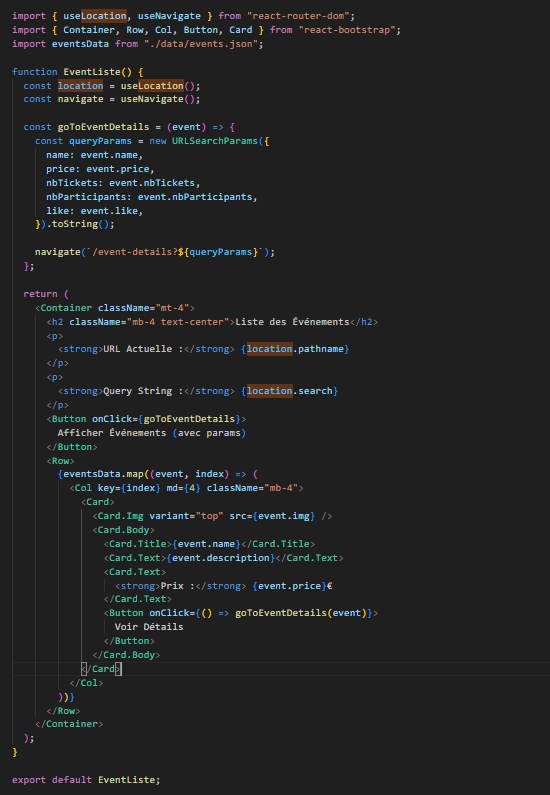 import { useLocation, useNavigate } from "react-router-dom";
import { Container, Row, Col, Button, Card } from "react-bootstrap";
import eventsData from "./data/events.json";

function EventListe() {
  const location = useLocation();
  const navigate = useNavigate();

  const goToEventDetails = (event) => {
    const queryParams = new URLSearchParams({
      name: event.name,
      price: event.price,
      nbTickets: event.nbTickets,
      nbParticipants: event.nbParticipants,
      like: event.like,
    }).toString();

    navigate(`/event-details?${queryParams}`);
  };

  return (
    <Container className="mt-4">
      <h2 className="mb-4 text-center">Liste des Événements</h2>
      <p>
        <strong>URL Actuelle :</strong> {location.pathname}
      </p>
      <p>
        <strong>Query String :</strong> {location.search}
      </p>
      <Button onClick={goToEventDetails}>
        Afficher Événements (avec params)
      </Button>
      <Row>
        {eventsData.map((event, index) => (
          <Col key={index} md={4} className="mb-4">
            <Card>
              <Card.Img variant="top" src={event.img} />
              <Card.Body>
                <Card.Title>{event.name}</Card.Title>
                <Card.Text>{event.description}</Card.Text>
                <Card.Text>
                  <strong>Prix :</strong> {event.price}€
                </Card.Text>
                <Button onClick={() => goToEventDetails(event)}>
                  Voir Détails
                </Button>
              </Card.Body>
            </Card>
          </Col>
        ))}
      </Row>
    </Container>
  );
}

export default EventListe;